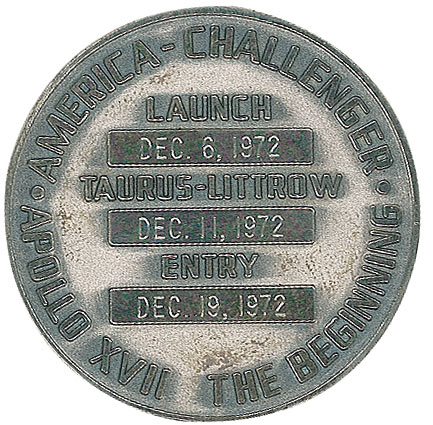 · AMERICA-CHALLENGER ·
LAUNCH
DEC. 6, 1972
TAURUS-LITTROW
DEC. 11, 1972
ENTRY
DEC. 19, 1972
APOLLO XVII THE BEGINNING